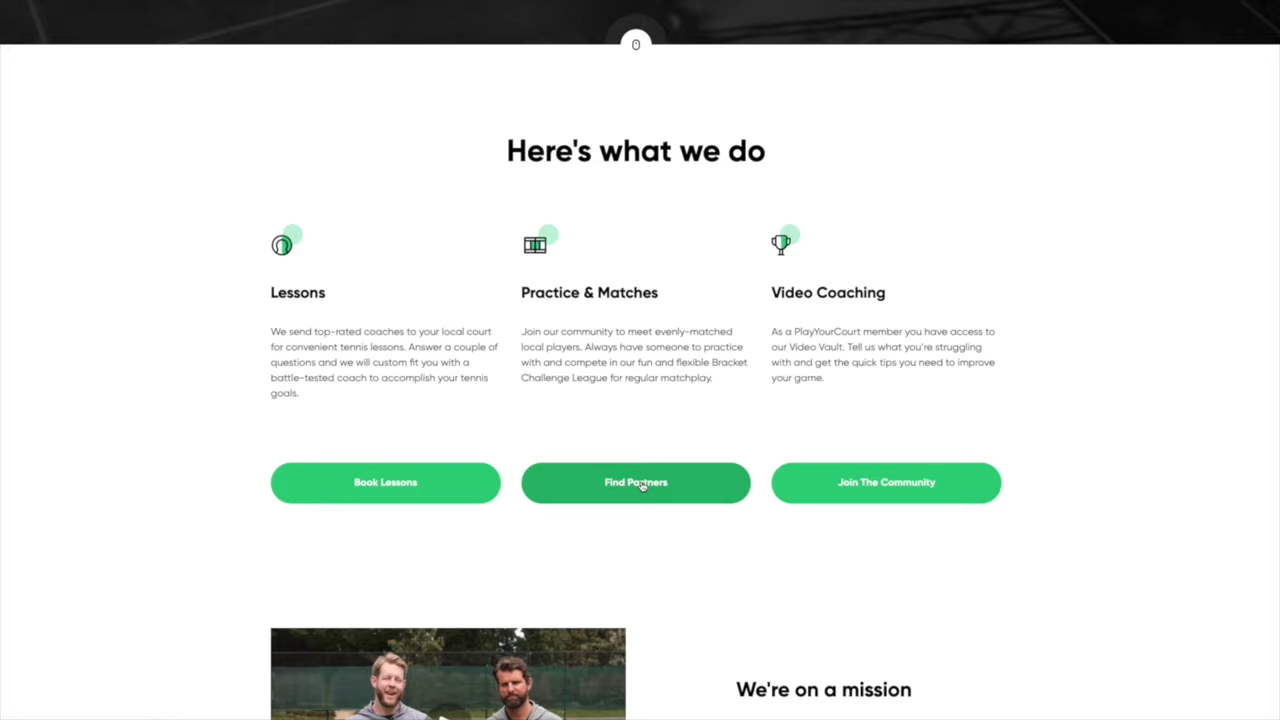 Here's what we do
Lessons
We send top-rated coaches to your local court
for convenient tennis lessons. Answer a couple of
questions and we will custom fit you with a
battle-tested coach to accomplish your tennis
goals.
Book Lessons
Practice & Matches
Join our community to meet evenly-matched
local players. Always have someone to practice
with and compete in our fun and flexible Bracket
Challenge League for regular matchplay.
Find Partners
Video Coaching
As a PlayYourCourt member you have access to
our Video Vault. Tell us what you're struggling
with and get the quick tips you need to improve
your game.
Join The Community
We're on a mission